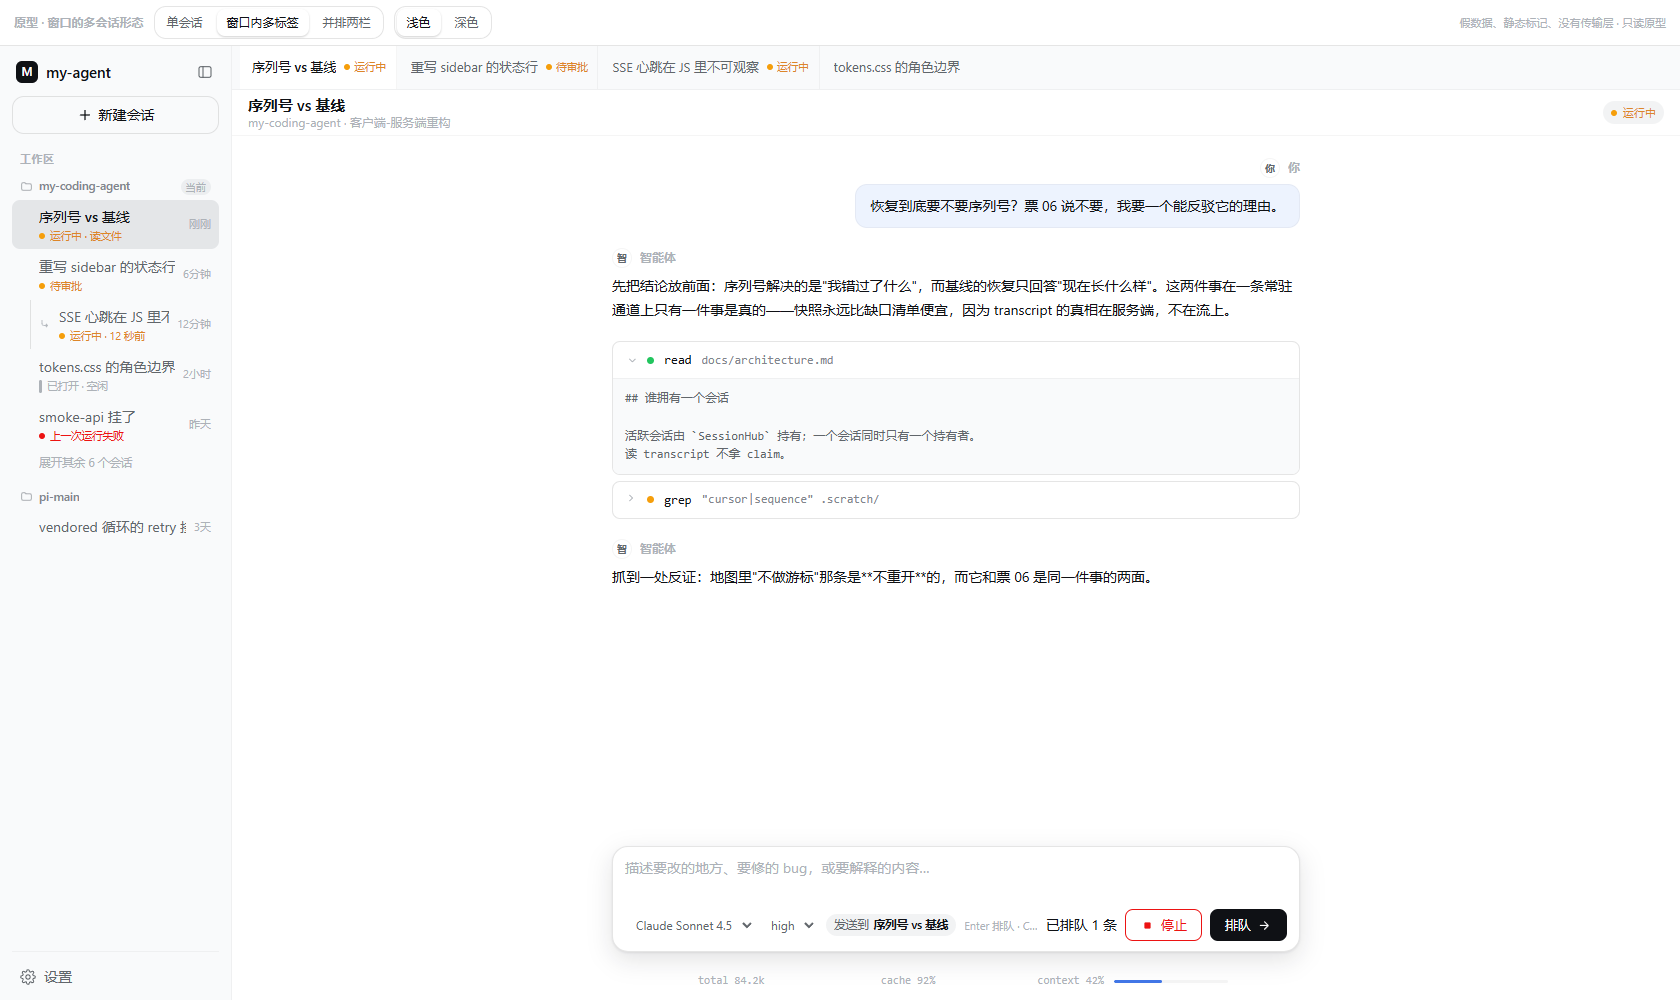 原型 · 窗口的多会话形态 单会话 窗口内多标签 并排两栏 浅色 深色 假数据、静态标记、没有传输层 · 只读原型
M my-agent
+ 新建会话
工作区
my-coding-agent 当前
序列号 vs 基线 刚刚
运行中 · 读文件
重写 sidebar 的状态行 6分钟
待审批
SSE 心跳在 JS 里不 12分钟
运行中 · 12 秒前
tokens.css 的角色边界 2小时
已打开 · 空闲
smoke-api 挂了 昨天
上一次运行失败
展开其余 6 个会话
pi-main
vendored 循环的 retry 3天
设置
序列号 vs 基线 运行中 重写 sidebar 的状态行 待审批 SSE 心跳在 JS 里不可观察 运行中 tokens.css 的角色边界
序列号 vs 基线
my-coding-agent · 客户端-服务端重构
运行中
你 你
恢复到底要不要序列号？票 06 说不要，我要一个能反驳它的理由。
智 智能体
先把结论放前面：序列号解决的是"我错过了什么"，而基线的恢复只回答"现在长什么样"。这两件事在一条常驻
通道上只有一件事是真的——快照永远比缺口清单便宜，因为 transcript 的真相在服务端，不在流上。
read docs/architecture.md
## 谁拥有一个会话
活跃会话由 `SessionHub` 持有；一个会话同时只有一个持有者。
读 transcript 不拿 claim。
grep "cursor|sequence" .scratch/
智 智能体
抓到一处反证：地图里"不做游标"那条是**不重开**的，而它和票 06 是同一件事的两面。
描述要改的地方、要修的 bug，或要解释的内容...
Claude Sonnet 4.5 high 发送到 序列号 vs 基线 Enter 排队 · C... 已排队 1 条 停止 排队 →
total 84.2k cache 92% context 42%